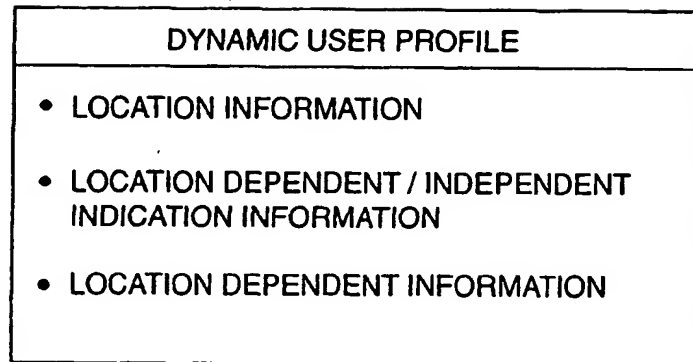 DYNAMIC USER PROFILE
• LOCATION INFORMATION
• LOCATION DEPENDENT / INDEPENDENT
INDICATION INFORMATION
• LOCATION DEPENDENT INFORMATION